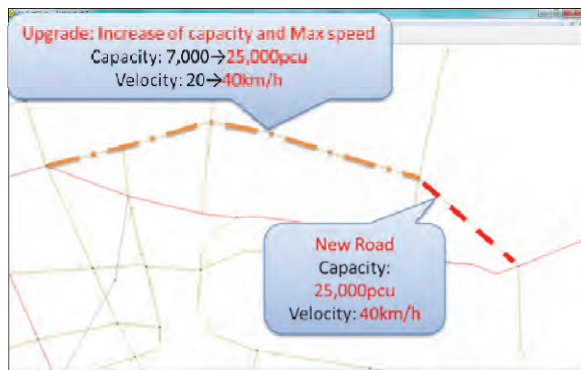 Upgrade: Increase of capacity and Max speed
Capacity: 7,000→25,000pcu
Velocity: 20→40km/h
New Road
Capacity:
25,000pcu
Velocity: 40km/h